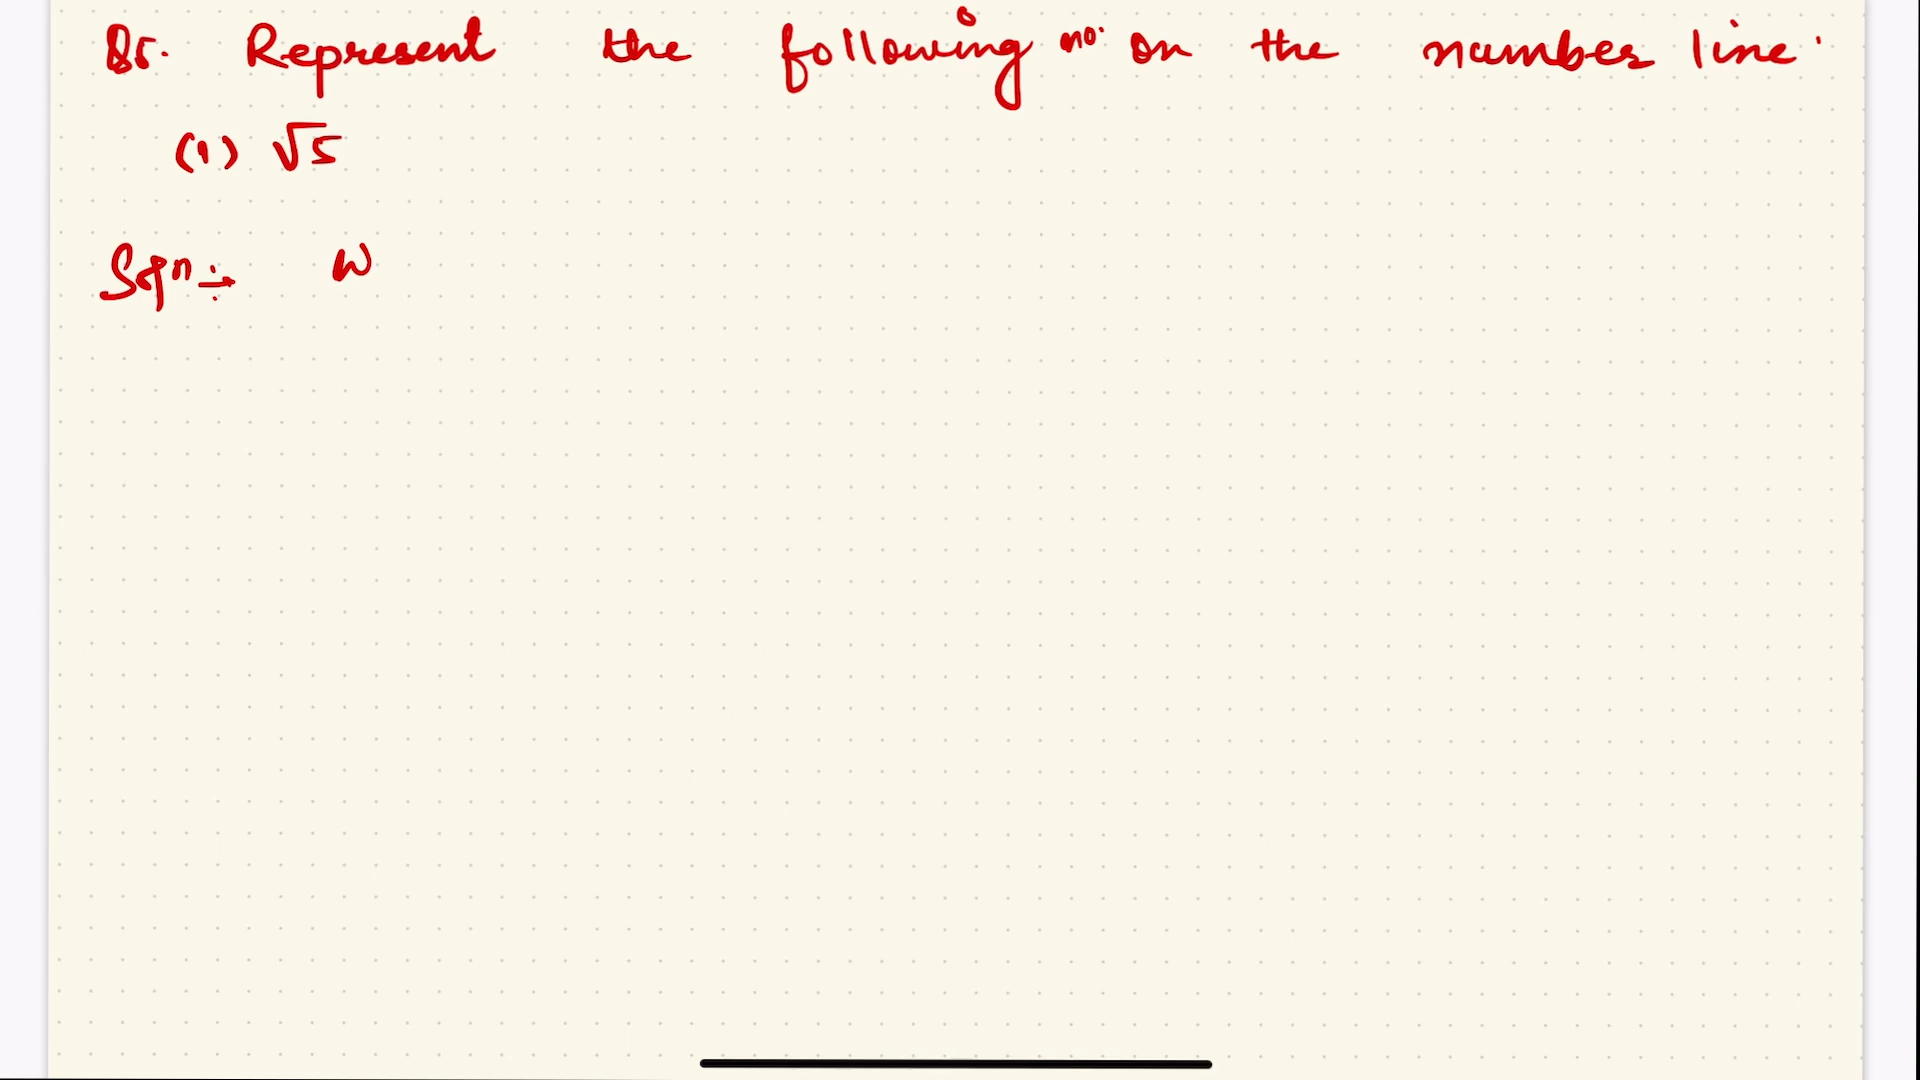 Q5. Represent the following no. on the number line.
(1) √5
Solⁿ :→ W